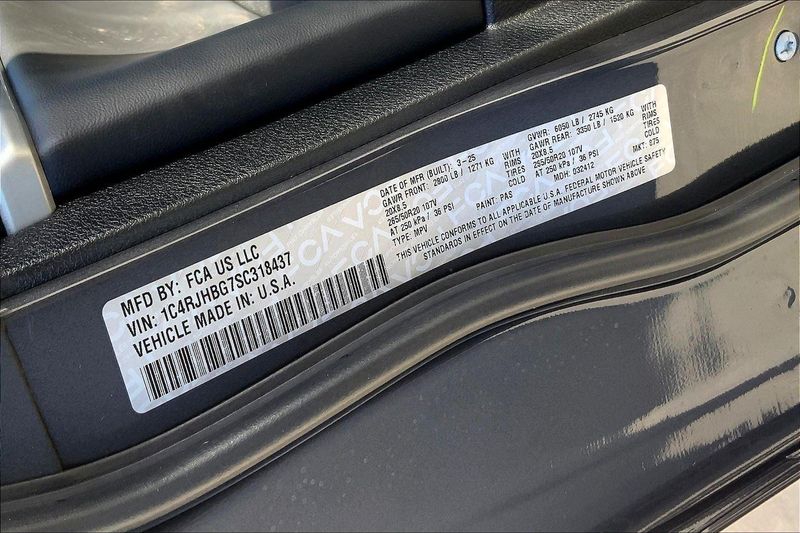 MFD BY: FCA US LLC
VIN: 1C4RJHBG7SC318437
VEHICLE MADE IN: U.S.A.
DATE OF MFR (BUILT): 3-25
GAWR FRONT: 2800 LB / 1271 KG WITH
20X8.5 RIMS
265/50R20 107V TIRES
AT 250 kPa / 36 PSI COLD
TYPE: MPV
GVWR: 6050 LB / 2745 KG
GAWR REAR: 3350 LB / 1520 KG WITH
20X8.5 RIMS
265/50R20 107V TIRES
AT 250 kPa / 36 PSI COLD
PAINT: PAS MDH: 032412 MKT: 875
THIS VEHICLE CONFORMS TO ALL APPLICABLE U.S.A. FEDERAL MOTOR VEHICLE SAFETY
STANDARDS IN EFFECT ON THE DATE OF MANUFACTURE SHOWN ABOVE